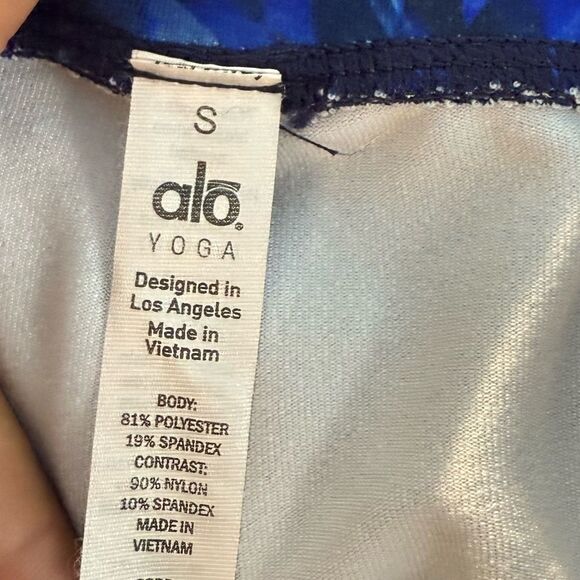 S
alo
YOGA
Designed in
Los Angeles
Made in
Vietnam
BODY:
81% POLYESTER
19% SPANDEX
CONTRAST:
90% NYLON
10% SPANDEX
MADE IN
VIETNAM